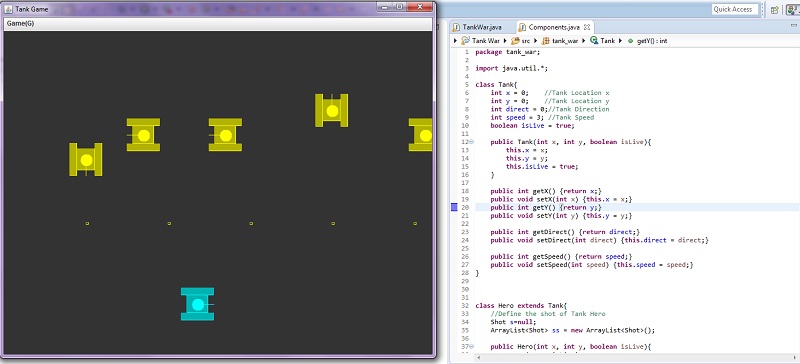 Tank Game
Game(G)
Quick Access
TankWar.java
Components.java
Tank War
src
tank_war
Tank
getY() : int
1 package tank_war;
2
3 import java.util.*;
4
5 class Tank{
6 int x = 0; //Tank Location x
7 int y = 0; //Tank Location y
8 int direct = 0;//Tank Direction
9 int speed = 3; //Tank Speed
10 boolean isLive = true;
11
12 public Tank(int x, int y, boolean isLive){
13 this.x = x;
14 this.y = y;
15 this.isLive = true;
16 }
17
18 public int getX() {return x;}
19 public void setX(int x) {this.x = x;}
20 public int getY() {return y;}
21 public void setY(int y) {this.y = y;}
22
23 public int getDirect() {return direct;}
24 public void setDirect(int direct) {this.direct = direct;}
25
26 public int getSpeed() {return speed;}
27 public void setSpeed(int speed) {this.speed = speed;}
28 }
29
30
31
32 class Hero extends Tank{
33 //Define the shot of Tank Hero
34 Shot s=null;
35 ArrayList<Shot> ss = new ArrayList<Shot>();
36
37 public Hero(int x, int y, boolean isLive){